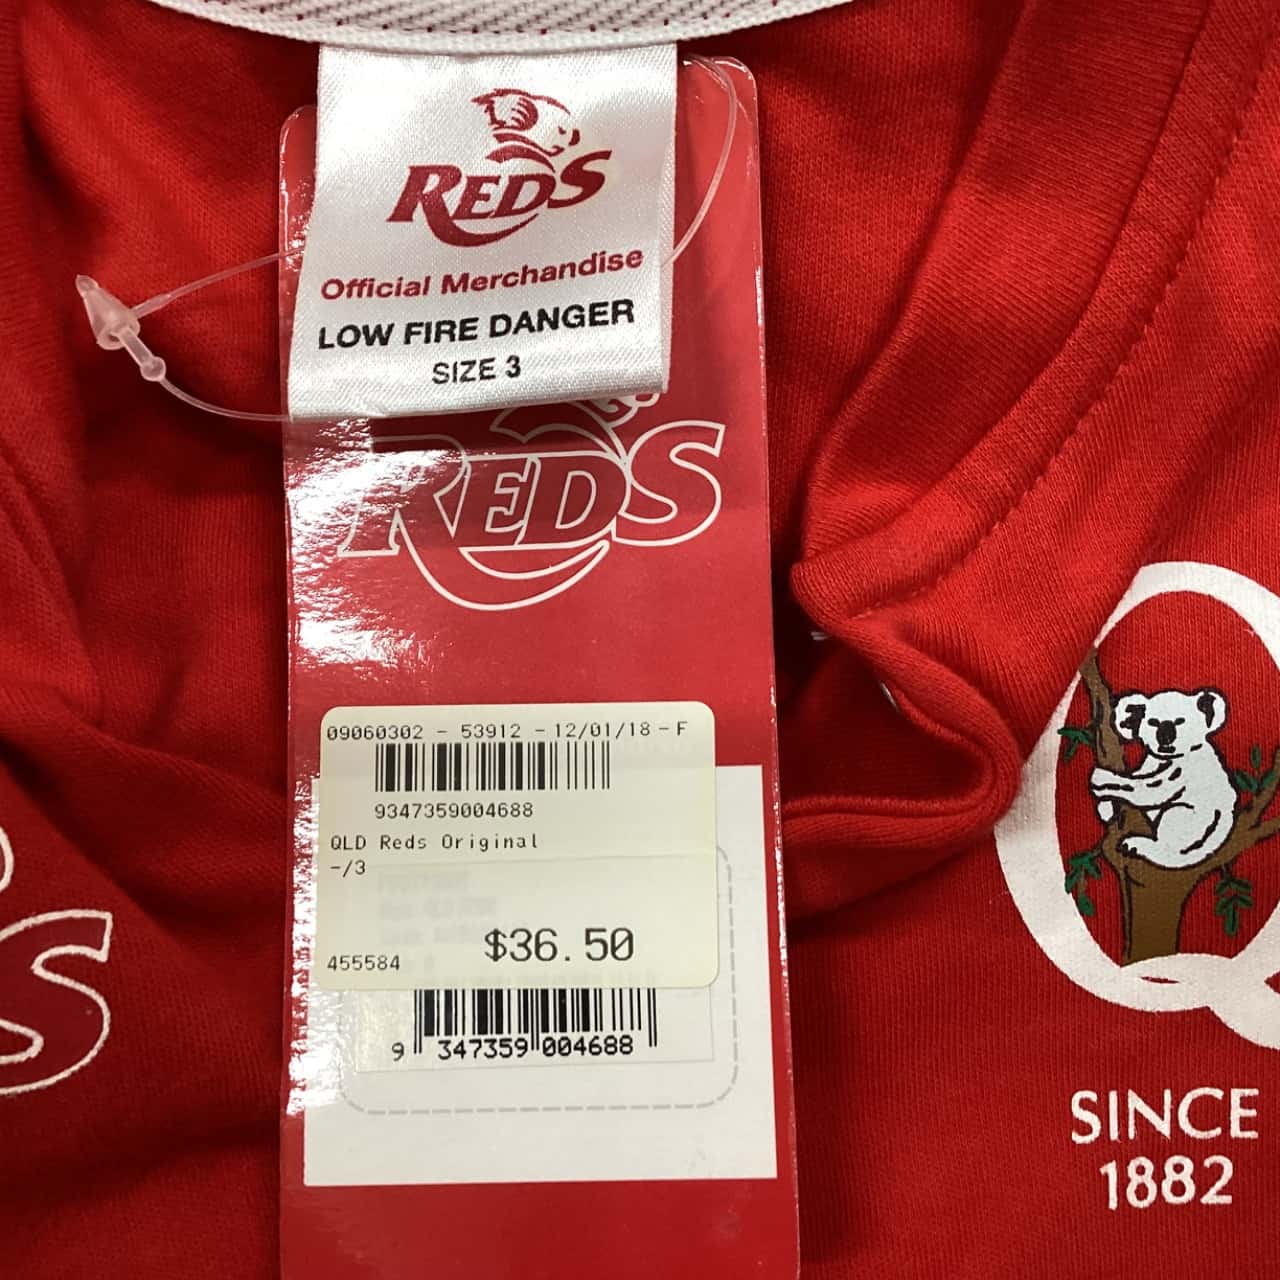 REDS
Official Merchandise
LOW FIRE DANGER
SIZE 3
REDS
09060302 - 53912 - 12/01/18 - F
9347359004688
QLD Reds Original
-/3
455584 $36.50
9 347359 004688
S
Q
SINCE
1882